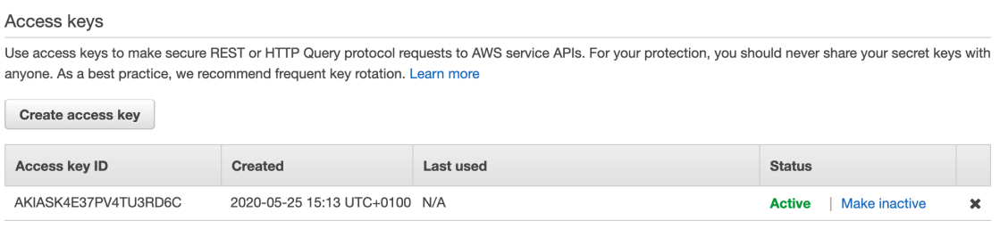 Access keys
Use access keys to make secure REST or HTTP Query protocol requests to AWS service APIs. For your protection, you should never share your secret keys with
anyone. As a best practice, we recommend frequent key rotation. Learn more
Create access key
Access key ID Created Last used Status
AKIASK4E37PV4TU3RD6C 2020-05-25 15:13 UTC+0100 N/A Active | Make inactive ✖